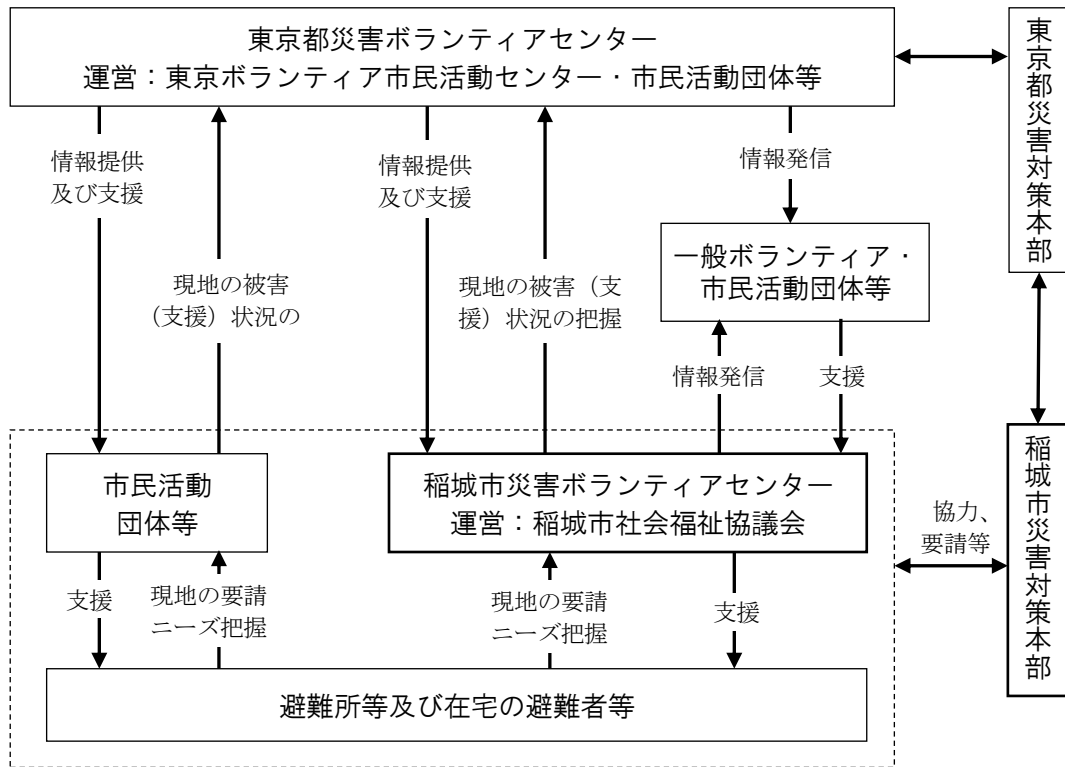 東京都災害ボランティアセンター
運営：東京ボランティア市民活動センター・市民活動団体等
東京都災害対策本部
情報提供
及び支援
情報提供
及び支援
情報発信
現地の被害
（支援）状況の
現地の被害（支
援）状況の把握
一般ボランティア・
市民活動団体等
情報発信
支援
市民活動
団体等
稲城市災害ボランティアセンター
運営：稲城市社会福祉協議会
協力、
要請等
稲城市災害対策本部
支援
現地の要請
ニーズ把握
現地の要請
ニーズ把握
支援
避難所等及び在宅の避難者等